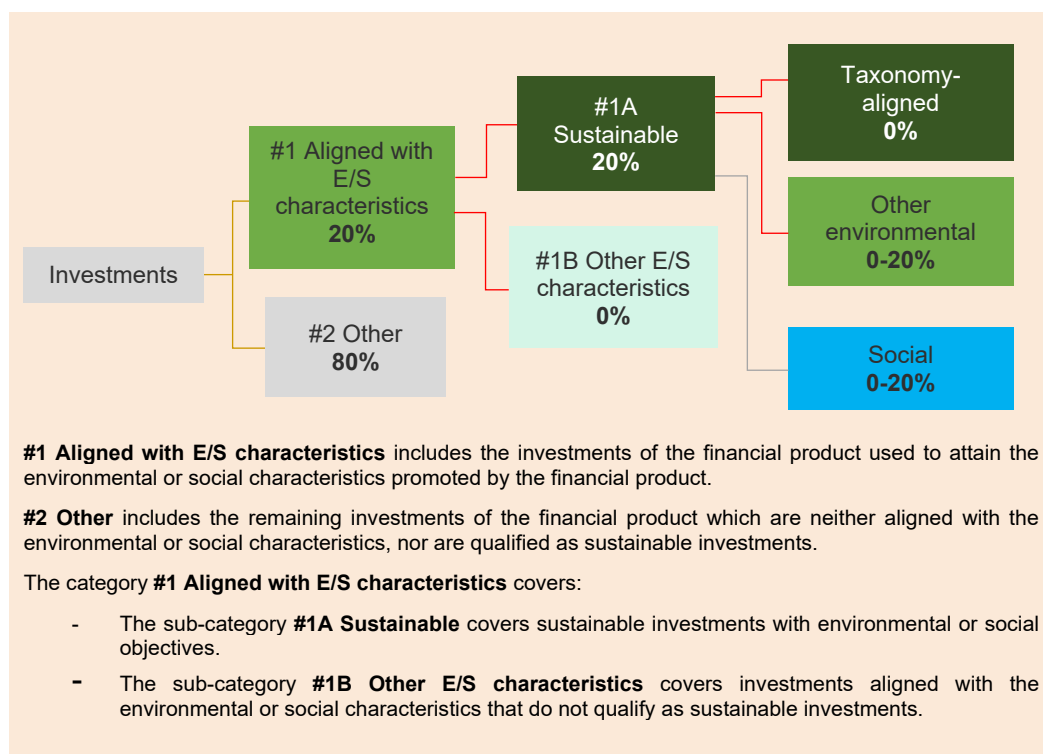 Investments
#1 Aligned with
E/S
characteristics
20%
#2 Other
80%
#1A
Sustainable
20%
#1B Other E/S
characteristics
0%
Taxonomy-
aligned
0%
Other
environmental
0-20%
Social
0-20%
#1 Aligned with E/S characteristics includes the investments of the financial product used to attain the
environmental or social characteristics promoted by the financial product.
#2 Other includes the remaining investments of the financial product which are neither aligned with the
environmental or social characteristics, nor are qualified as sustainable investments.
The category #1 Aligned with E/S characteristics covers:
- The sub-category #1A Sustainable covers sustainable investments with environmental or social
objectives.
- The sub-category #1B Other E/S characteristics covers investments aligned with the
environmental or social characteristics that do not qualify as sustainable investments.